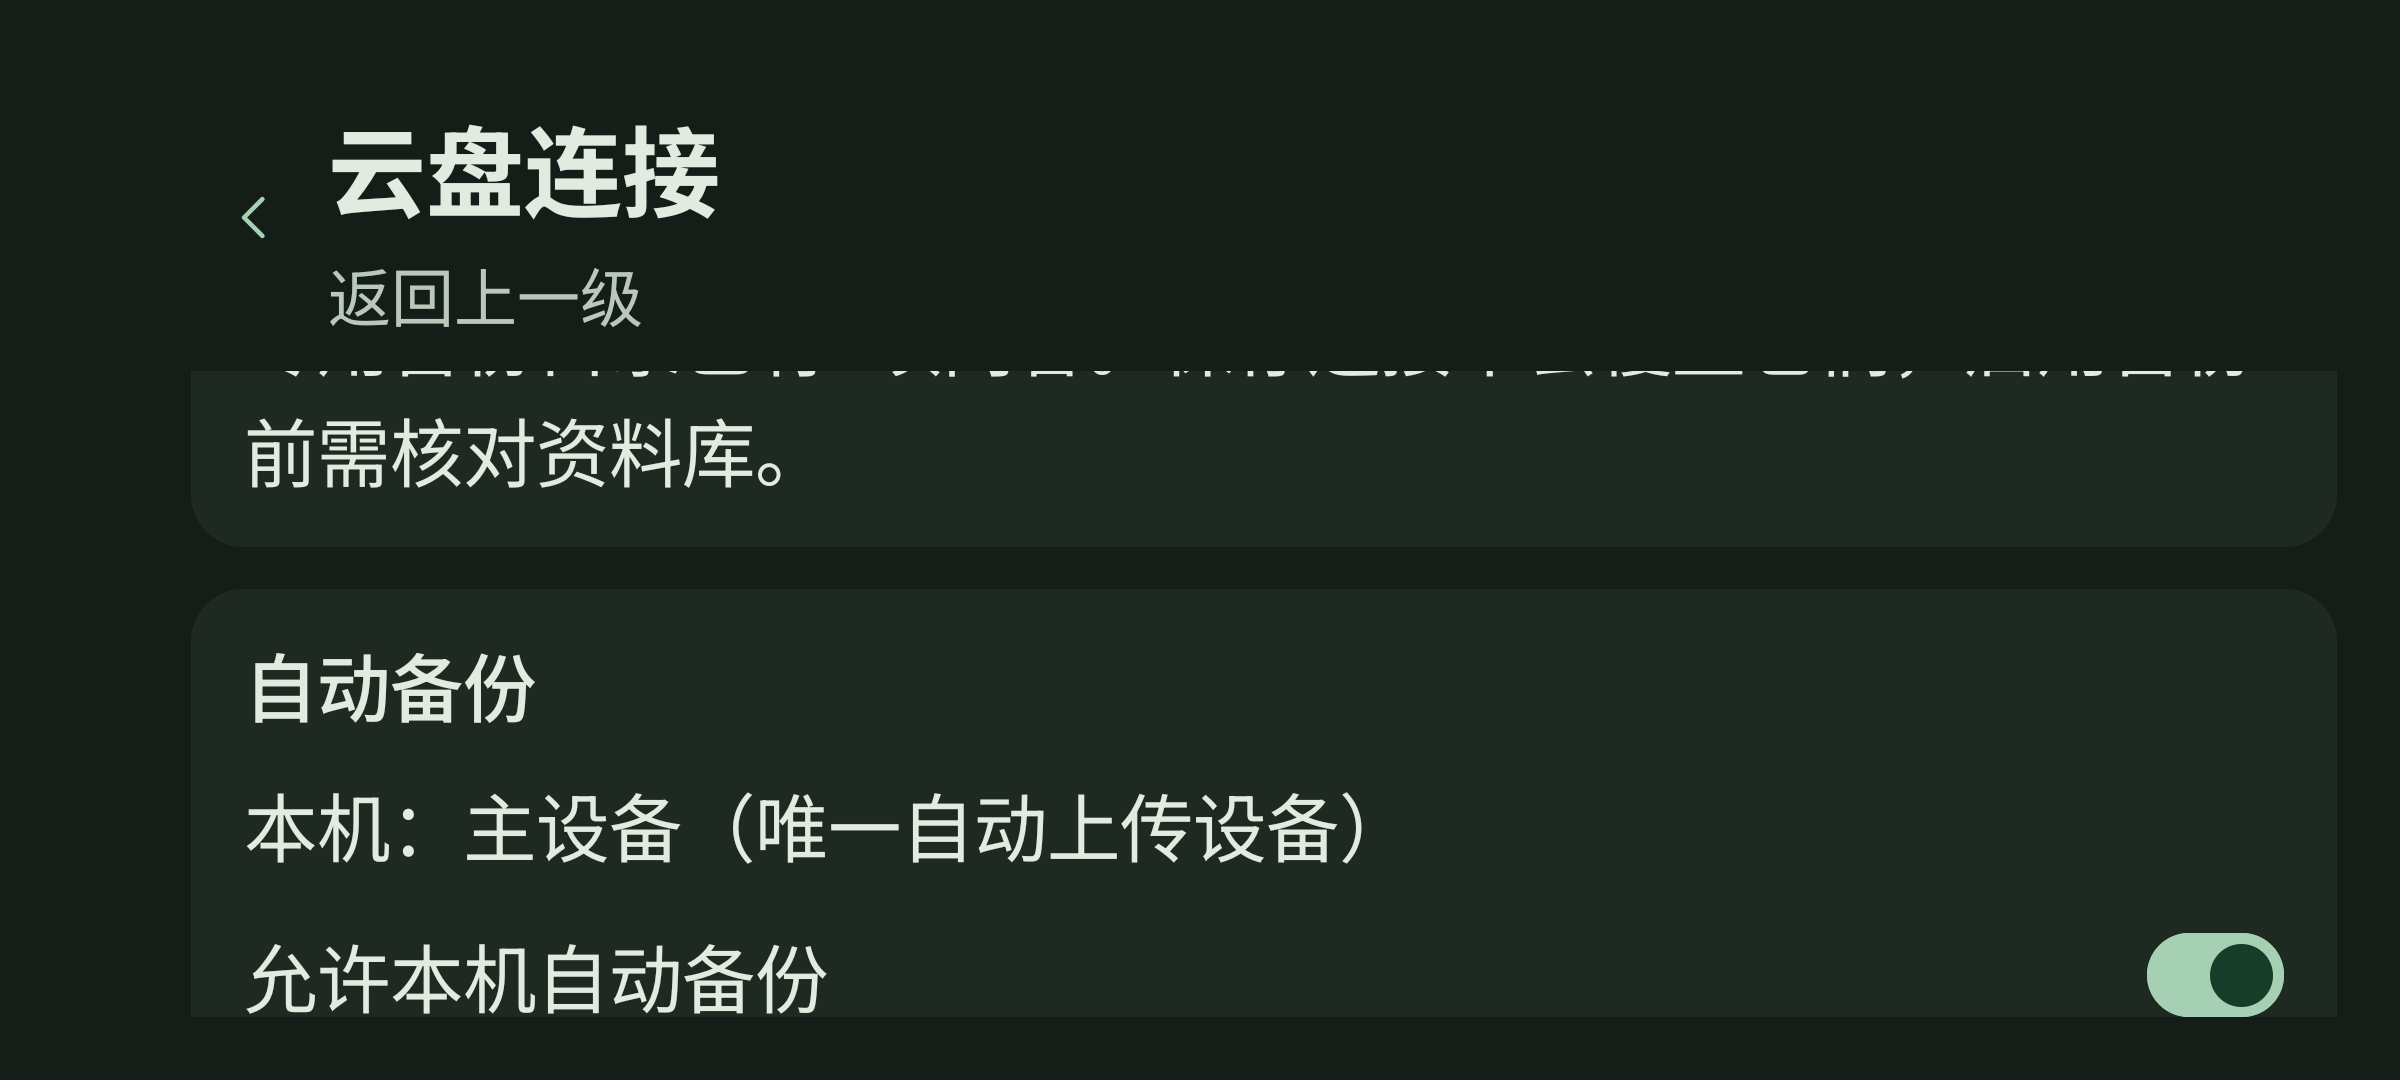 云盘连接
返回上一级
前需核对资料库。
自动备份
本机：主设备（唯一自动上传设备）
允许本机自动备份